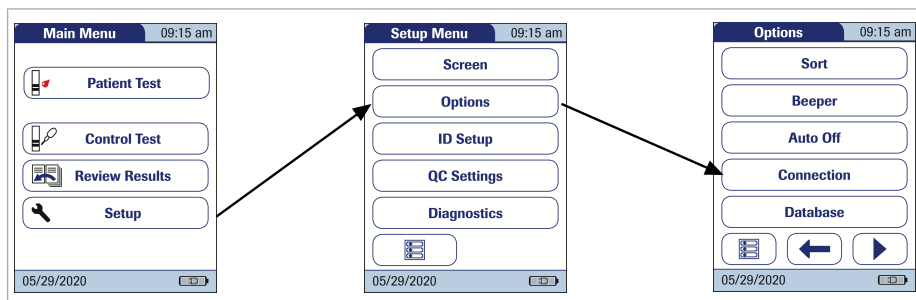 Main Menu 09:15 am
Patient Test
Control Test
Review Results
Setup
05/29/2020
Setup Menu 09:15 am
Screen
Options
ID Setup
QC Settings
Diagnostics
05/29/2020
Options 09:15 am
Sort
Beeper
Auto Off
Connection
Database
05/29/2020